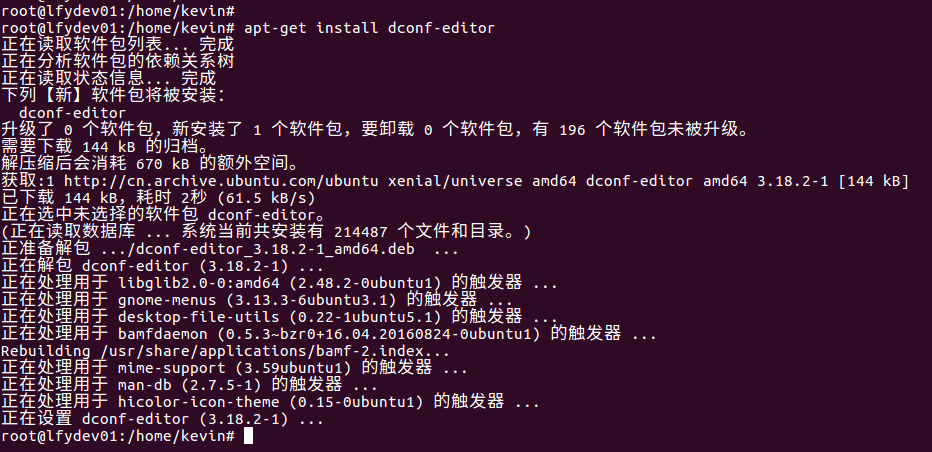 root@lfydev01:/home/kevin#
root@lfydev01:/home/kevin# apt-get install dconf-editor
正在读取软件包列表... 完成
正在分析软件包的依赖关系树
正在读取状态信息... 完成
下列【新】软件包将被安装：
  dconf-editor
升级了 0 个软件包，新安装了 1 个软件包，要卸载 0 个软件包，有 196 个软件包未被升级。
需要下载 144 kB 的归档。
解压缩后会消耗 670 kB 的额外空间。
获取:1 http://cn.archive.ubuntu.com/ubuntu xenial/universe amd64 dconf-editor amd64 3.18.2-1 [144 kB]
已下载 144 kB，耗时 2秒 (61.5 kB/s)
正在选中未选择的软件包 dconf-editor。
(正在读取数据库 ... 系统当前共安装有 214487 个文件和目录。)
正准备解包 .../dconf-editor_3.18.2-1_amd64.deb  ...
正在解包 dconf-editor (3.18.2-1) ...
正在处理用于 libglib2.0-0:amd64 (2.48.2-0ubuntu1) 的触发器 ...
正在处理用于 gnome-menus (3.13.3-6ubuntu3.1) 的触发器 ...
正在处理用于 desktop-file-utils (0.22-1ubuntu5.1) 的触发器 ...
正在处理用于 bamfdaemon (0.5.3~bzr0+16.04.20160824-0ubuntu1) 的触发器 ...
Rebuilding /usr/share/applications/bamf-2.index...
正在处理用于 mime-support (3.59ubuntu1) 的触发器 ...
正在处理用于 man-db (2.7.5-1) 的触发器 ...
正在处理用于 hicolor-icon-theme (0.15-0ubuntu1) 的触发器 ...
正在设置 dconf-editor (3.18.2-1) ...
root@lfydev01:/home/kevin#